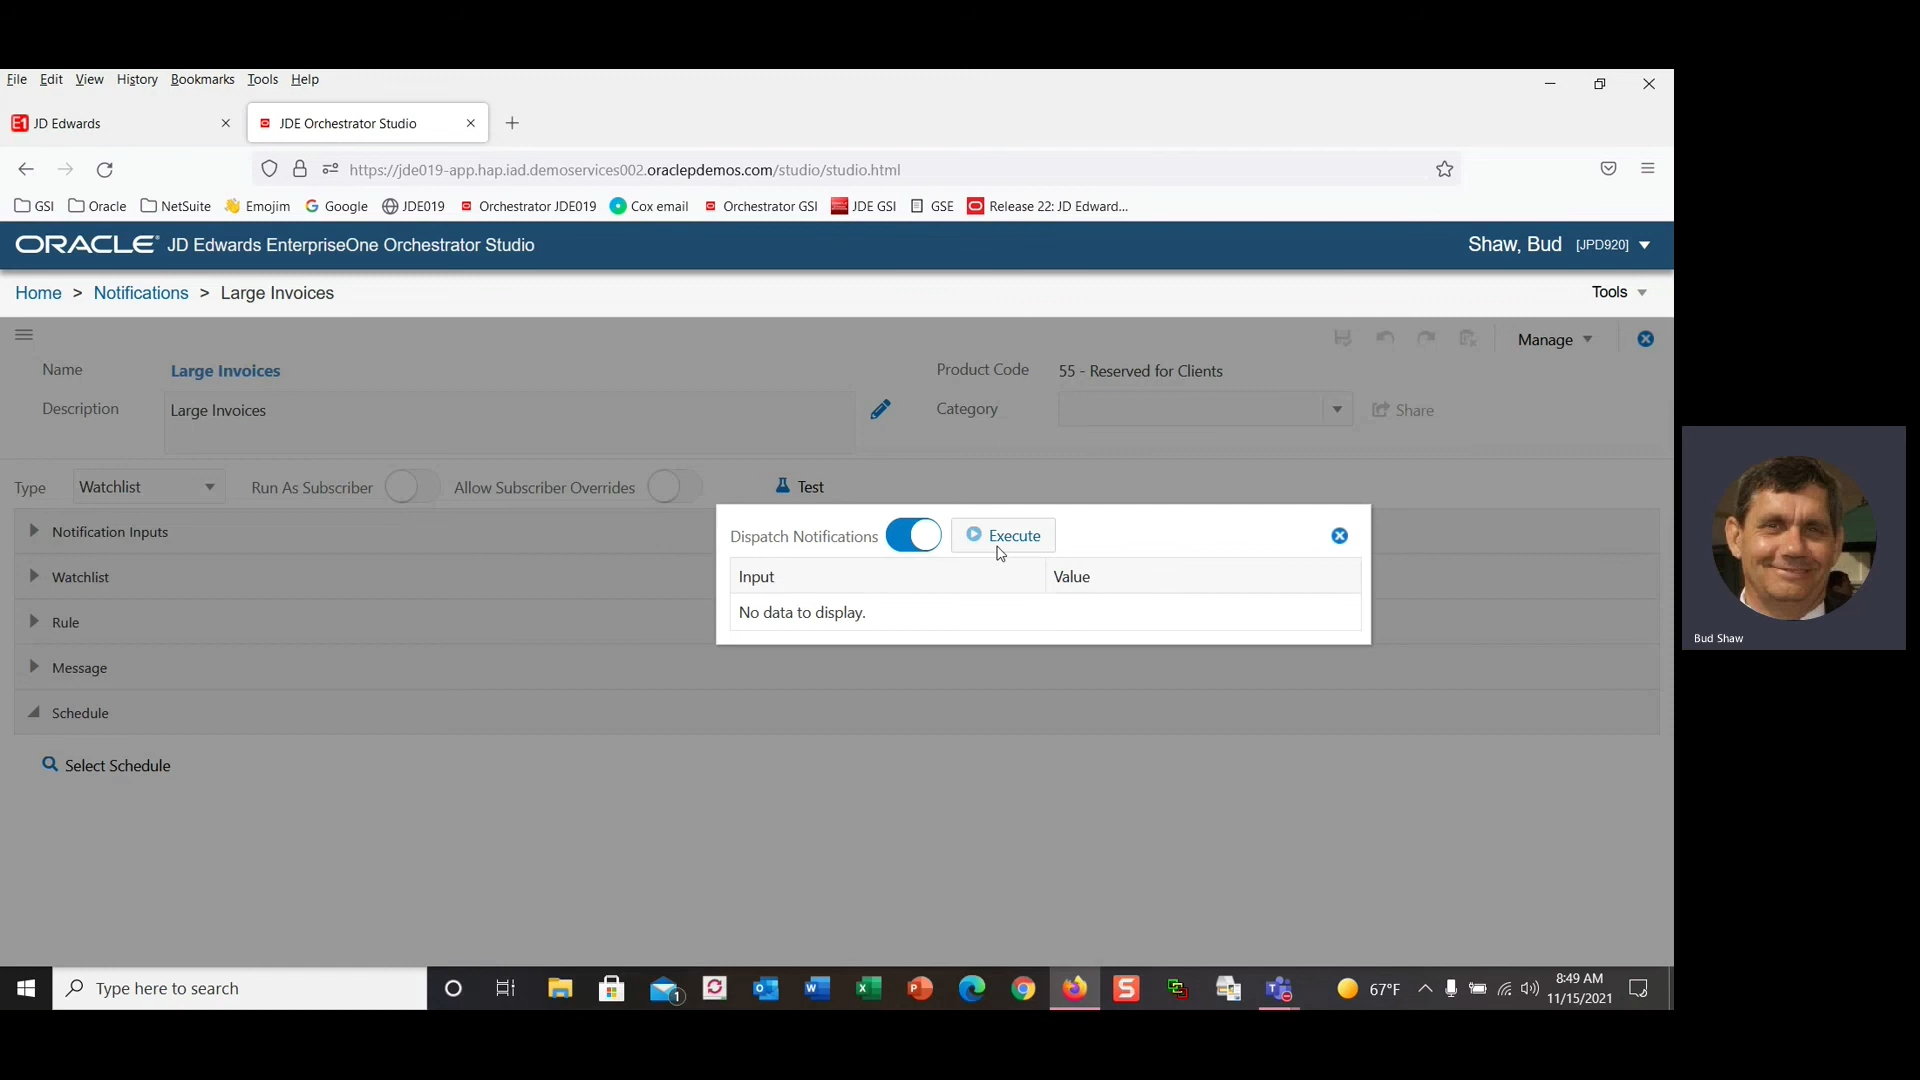 File Edit View History Bookmarks Tools Help
E1 JD Edwards
JDE Orchestrator Studio
https://jde019-app.hap.iad.demoservices002.oraclepdemos.com/studio/studio.html
GSI Oracle NetSuite Emojim Google JDE019 Orchestrator JDE019 Cox email Orchestrator GSI JDE GSI GSE Release 22: JD Edward...
ORACLE JD Edwards EnterpriseOne Orchestrator Studio
Shaw, Bud [JPD920]
Home > Notifications > Large Invoices
Tools
Manage
Name Large Invoices
Product Code 55 - Reserved for Clients
Description Large Invoices
Category
Share
Type Watchlist Run As Subscriber Allow Subscriber Overrides Test
Notification Inputs
Dispatch Notifications Execute
Watchlist
Input Value
Rule
No data to display.
Message
Schedule
Select Schedule
Bud Shaw
Type here to search
1
67°F
8:49 AM
11/15/2021